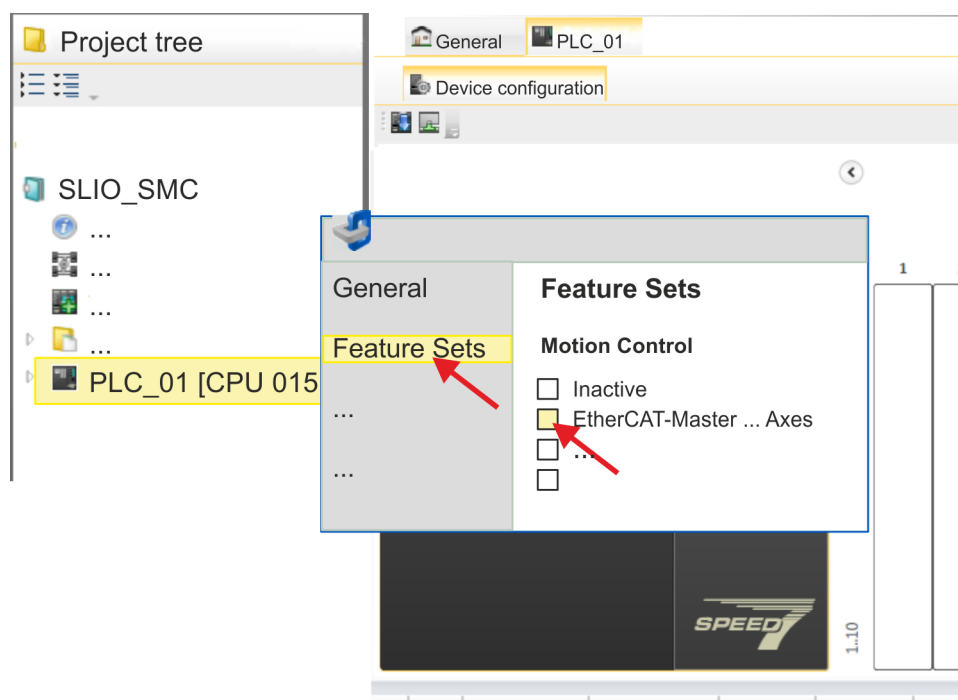 Project tree
SLIO_SMC
...
...
...
...
PLC_01 [CPU 015
General
PLC_01
Device configuration
General
Feature Sets
...
...
Feature Sets
Motion Control
Inactive
EtherCAT-Master ... Axes
...
1
1..10
SPEED7